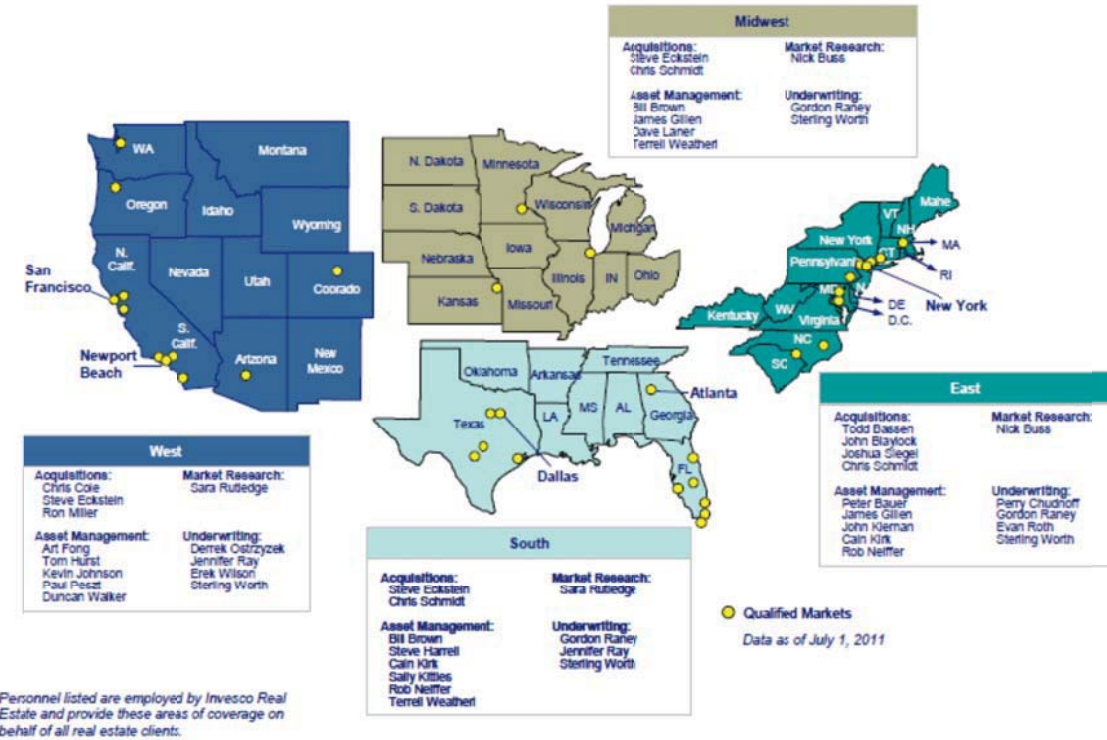 Midwest
Acquisitions:
Steve Eckstein
Chris Schmidt
Market Research:
Nick Buss
Asset Management:
Bill Brown
James Gillen
Dave Laner
Terrell Weatherl
Underwriting:
Gordon Raney
Sterling Worth
WA
Montana
Oregon
Idaho
Wyoming
N.
Calif.
Nevada
Utah
Coorado
San
Francisco
S.
Calif.
Arizona
New
Mexico
Newport
Beach
N. Dakota
Minnesota
S. Dakota
Wisconsin
Michigan
Iowa
Nebraska
Illinois
IN
Ohio
Kansas
Missouri
Mahe
VT
NH
New York
MA
CT
Pennsylvani
RI
MD
N
New York
DE
D.C.
WV
Kentucky
Virginia
NC
SC
Tennessee
Oklahoma
Arkansas
Atlanta
MS
AL
Georgia
Texas
LA
FL
Dallas
West
Acquisitions:
Chris Cole
Steve Eckstein
Ron Miller
Market Research:
Sara Rutledge
Asset Management:
Art Fong
Tom Hurst
Kevin Johnson
Paul Peszt
Duncan Walker
Underwriting:
Derrek Ostrzyzek
Jennifer Ray
Erek Wilson
Sterling Worth
East
Acquisitions:
Todd Bassen
John Blaylock
Joshua Siegel
Chris Schmidt
Market Research:
Nick Buss
Asset Management:
Peter Bauer
James Gillen
John Kiernan
Cain Kirk
Rob Neiffer
Underwriting:
Perry Chudnoff
Gordon Raney
Evan Roth
Sterling Worth
South
Acquisitions:
Steve Eckstein
Chris Schmidt
Market Research:
Sara Rutledge
Asset Management:
Bill Brown
Steve Harrell
Cain Kirk
Sally Kittles
Rob Neiffer
Terrell Weatherl
Underwriting:
Gordon Raney
Jennifer Ray
Sterling Worth
Qualified Markets
Data as of July 1, 2011
Personnel listed are employed by Invesco Real
Estate and provide these areas of coverage on
behalf of all real estate clients.